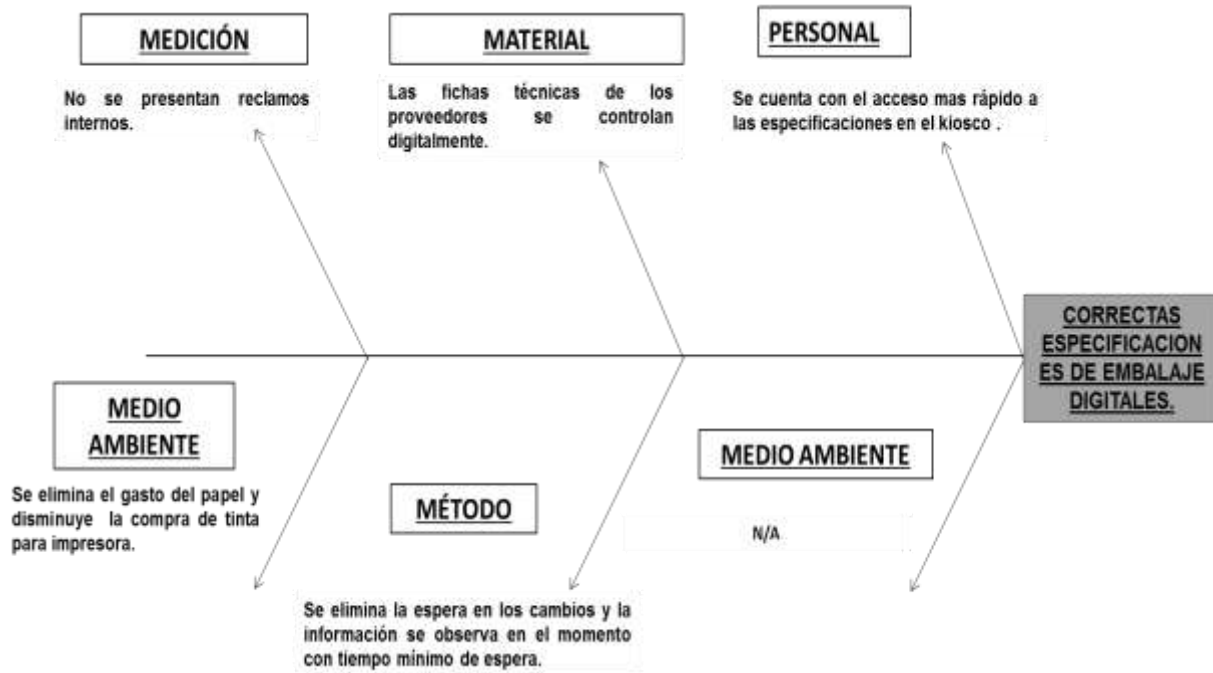 MEDICIÓN
No se presentan reclamos
internos.
MATERIAL
Las fichas técnicas de los
proveedores se controlan
digitalmente.
PERSONAL
Se cuenta con el acceso mas rápido a
las especificaciones en el kiosco .
CORRECTAS
ESPECIFICACION
ES DE EMBALAJE
DIGITALES.
MEDIO
AMBIENTE
Se elimina el gasto del papel y
disminuye la compra de tinta
para impresora.
MÉTODO
Se elimina la espera en los cambios y la
información se observa en el momento
con tiempo mínimo de espera.
MEDIO AMBIENTE
N/A